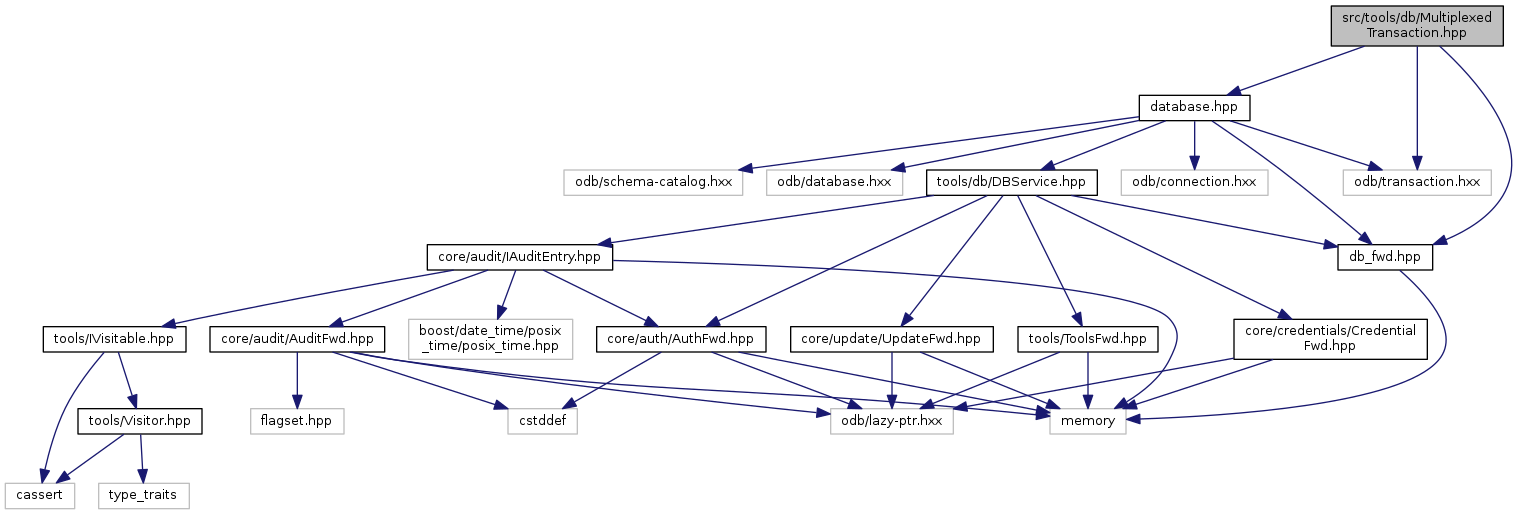 src/tools/db/Multiplexed
Transaction.hpp
database.hpp
odb/schema-catalog.hxx
odb/database.hxx
tools/db/DBService.hpp
odb/connection.hxx
odb/transaction.hxx
core/audit/IAuditEntry.hpp
db_fwd.hpp
tools/IVisitable.hpp
core/audit/AuditFwd.hpp
boost/date_time/posix
_time/posix_time.hpp
core/auth/AuthFwd.hpp
core/update/UpdateFwd.hpp
tools/ToolsFwd.hpp
core/credentials/Credential
Fwd.hpp
tools/Visitor.hpp
flagset.hpp
cstddef
odb/lazy-ptr.hxx
memory
cassert
type_traits